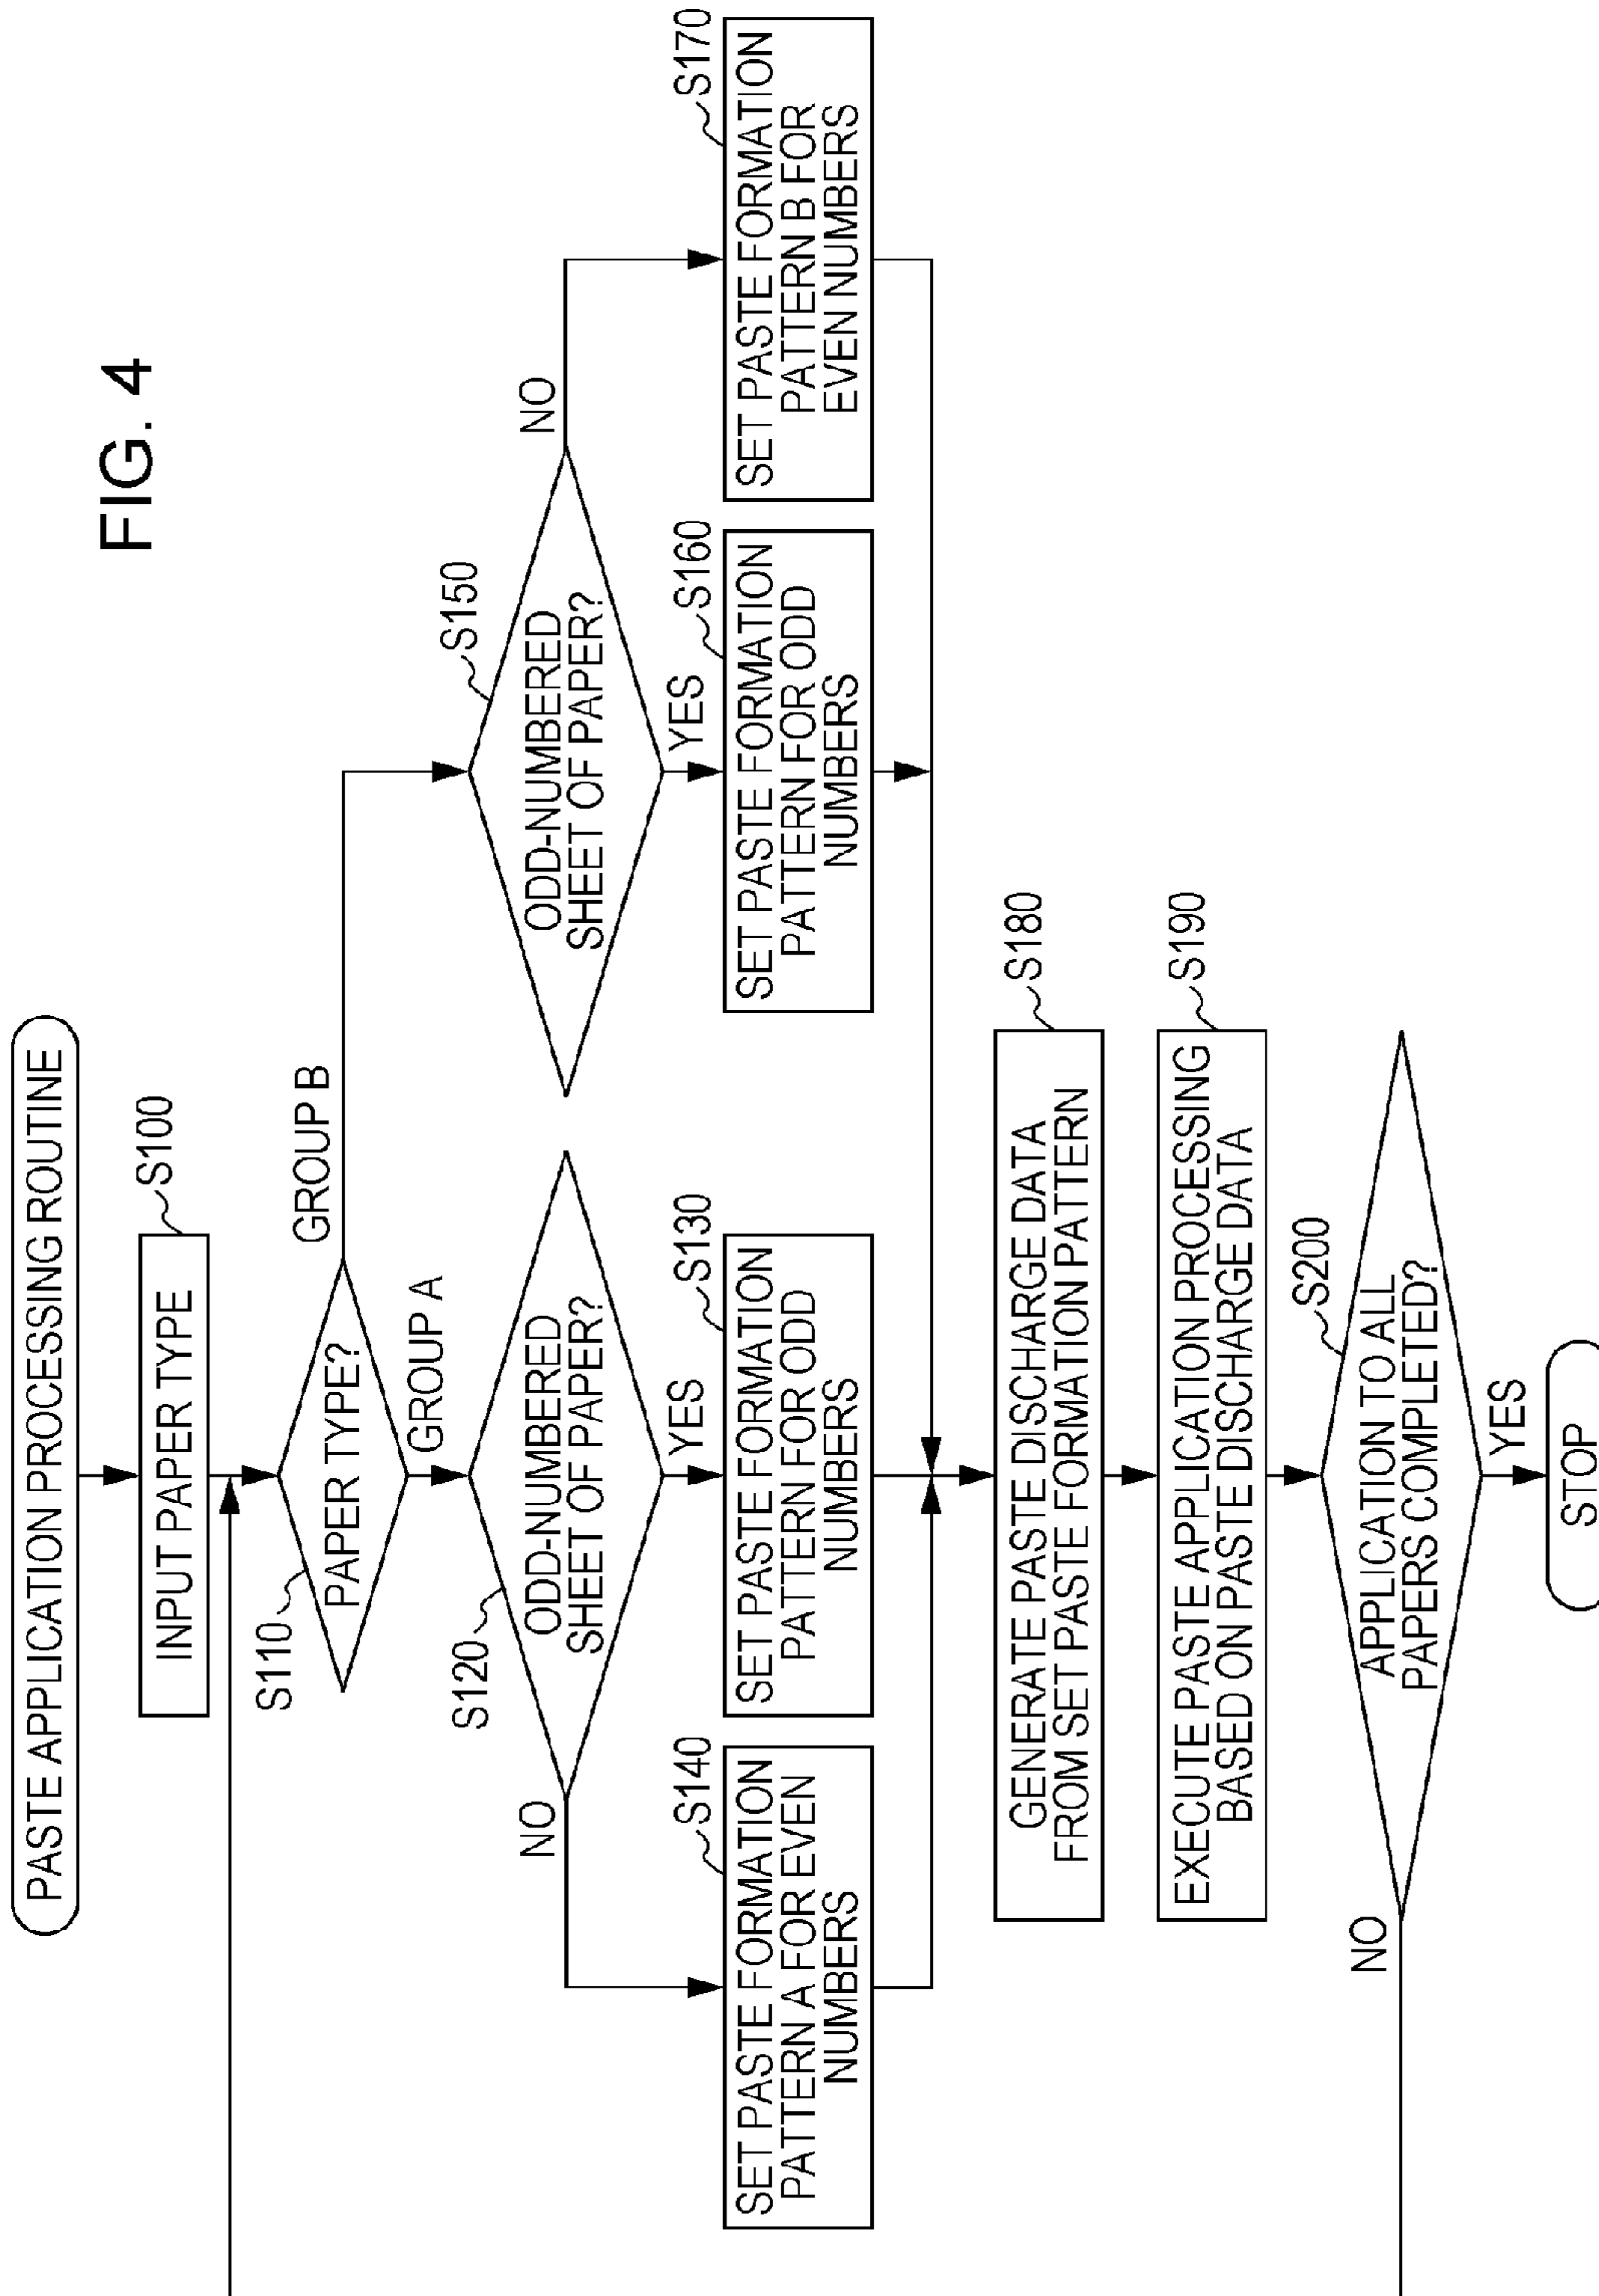 FIG. 4
PASTE APPLICATION PROCESSING ROUTINE
S100
INPUT PAPER TYPE
S110
PAPER TYPE?
GROUP B
GROUP A
S120
ODD-NUMBERED
SHEET OF PAPER?
NO
YES
S150
ODD-NUMBERED
SHEET OF PAPER?
NO
YES
S140
SET PASTE FORMATION
PATTERN A FOR EVEN
NUMBERS
S130
SET PASTE FORMATION
PATTERN FOR ODD
NUMBERS
S160
SET PASTE FORMATION
PATTERN FOR ODD
NUMBERS
S170
SET PASTE FORMATION
PATTERN B FOR
EVEN NUMBERS
S180
GENERATE PASTE DISCHARGE DATA
FROM SET PASTE FORMATION PATTERN
S190
EXECUTE PASTE APPLICATION PROCESSING
BASED ON PASTE DISCHARGE DATA
S200
APPLICATION TO ALL
PAPERS COMPLETED?
NO
YES
STOP